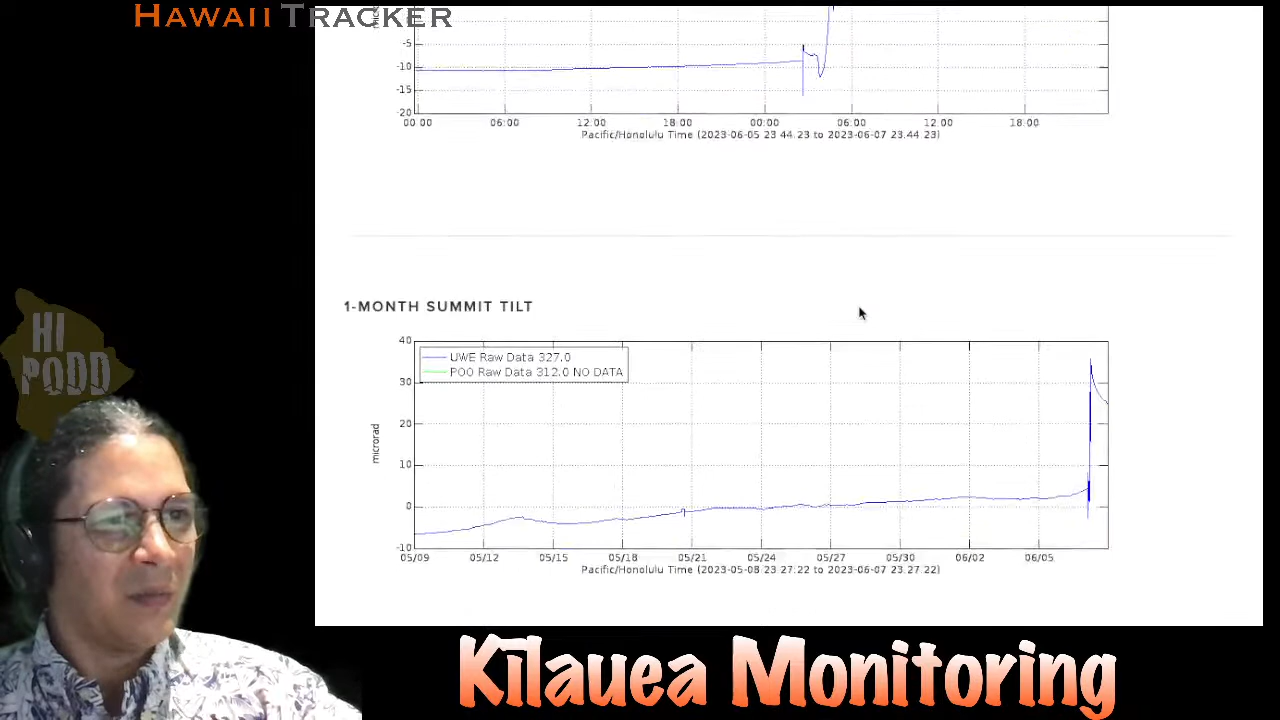 HAWAII TRACKER
-5
-10
-15
-20
00:00 06:00 12:00 18:00 00:00 06:00 12:00 18:00
Pacific/Honolulu Time (2023-06-05 23 44.23 to 2023-06-07 23.44 23)
1-MONTH SUMMIT TILT
40
UWE Raw Data 327.0
POO Raw Data 312.0 NO DATA
30
20
microrad
10
0
-10
05/09 05/12 05/15 05/18 05/21 05/24 05/27 05/30 06/02 06/05
Pacific/Honolulu Time (2023-05-08 23 27:22 to 2023-06-07 23.27.22)
HI
PODD
Kīlauea Monitoring